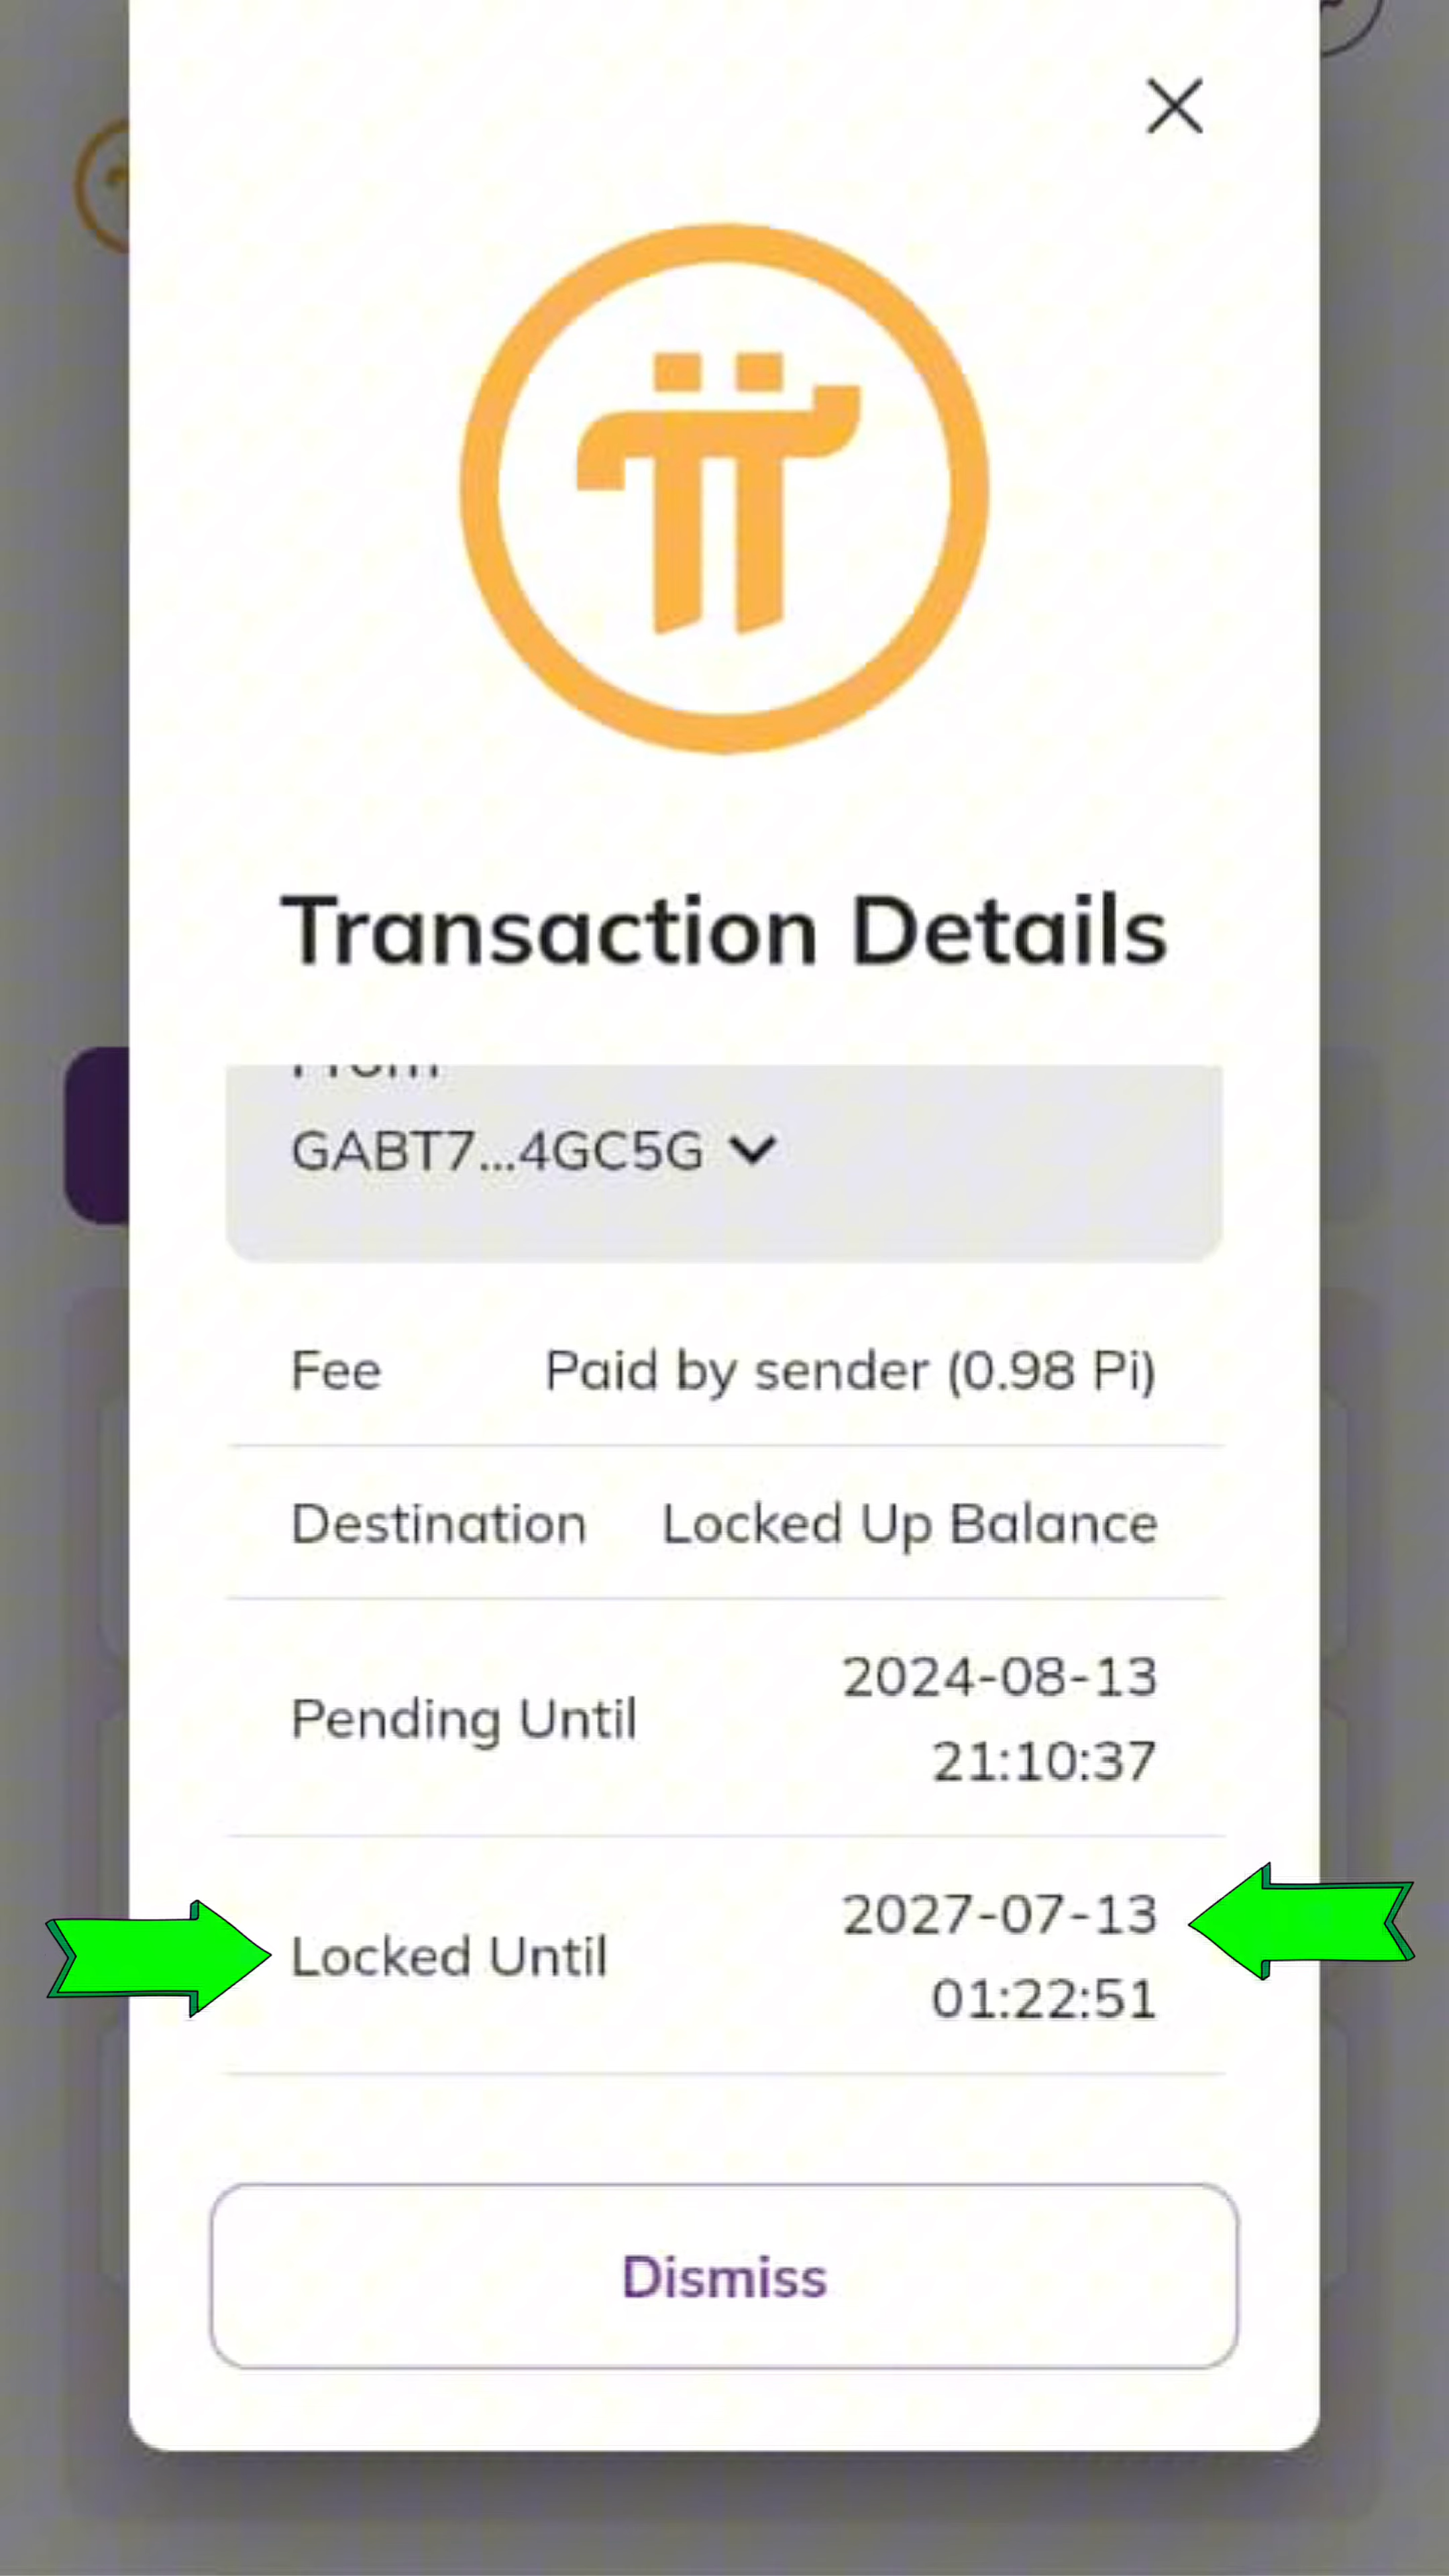 Transaction Details
From
GABT7...4GC5G
Fee Paid by sender (0.98 Pi)
Destination Locked Up Balance
Pending Until 2024-08-13
21:10:37
Locked Until 2027-07-13
01:22:51
Dismiss